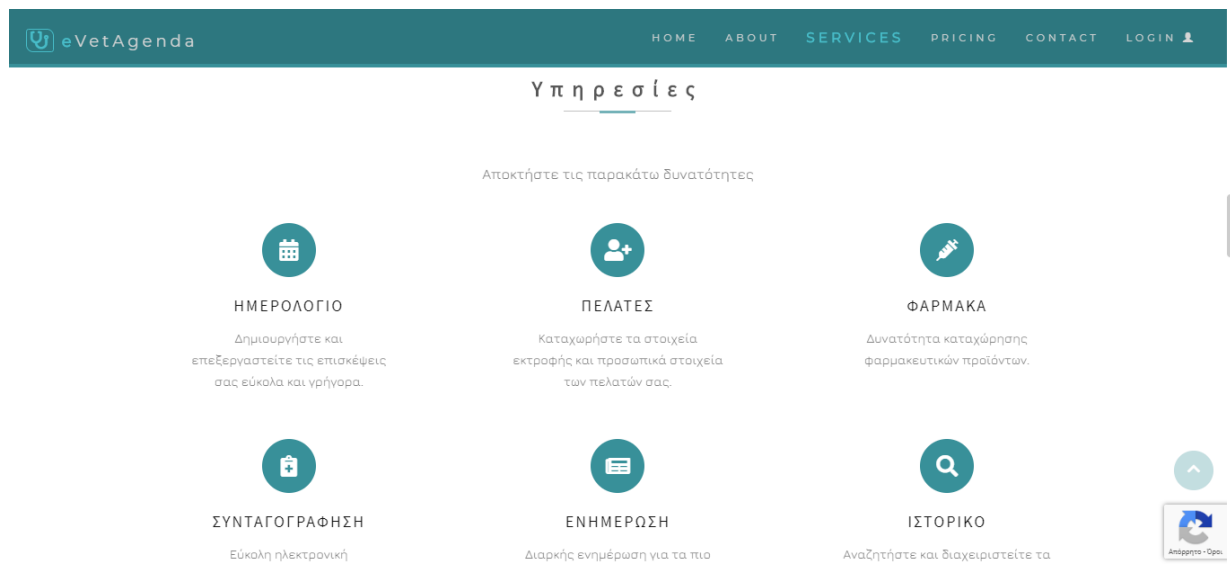 eVetAgenda HOME ABOUT SERVICES PRICING CONTACT LOGIN
Υπηρεσίες
Αποκτήστε τις παρακάτω δυνατότητες
ΗΜΕΡΟΛΟΓΙΟ
Δημιουργήστε και
επεξεργαστείτε τις επισκέψεις
σας εύκολα και γρήγορα.
ΠΕΛΑΤΕΣ
Καταχωρήστε τα στοιχεία
εκτροφής και προσωπικά στοιχεία
των πελατών σας.
ΦΑΡΜΑΚΑ
Δυνατότητα καταχώρησης
φαρμακευτικών προϊόντων.
ΣΥΝΤΑΓΟΓΡΑΦΗΣΗ
Εύκολη ηλεκτρονική
ΕΝΗΜΕΡΩΣΗ
Διαρκής ενημέρωση για τα πιο
ΙΣΤΟΡΙΚΟ
Αναζητήστε και διαχειριστείτε τα
Απόρρητο - Όροι